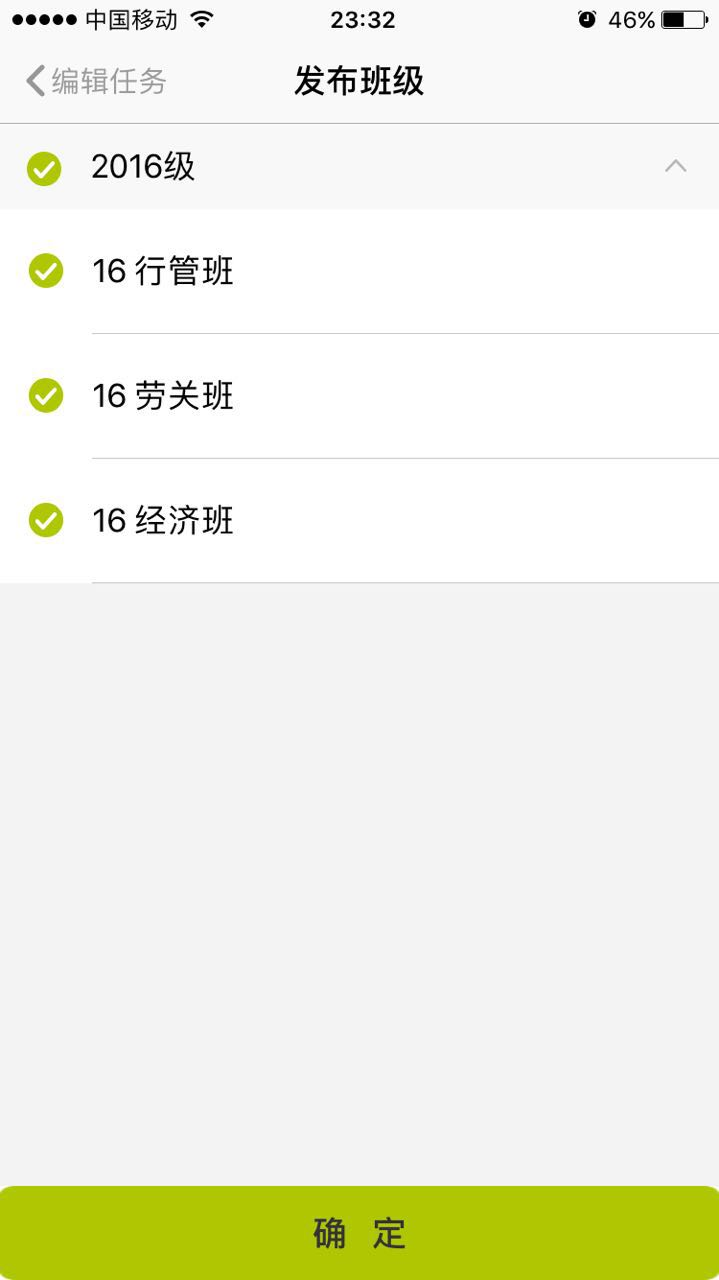 中国移动 23:32 46%
编辑任务 发布班级
2016级
16 行管班
16 劳关班
16 经济班
确 定